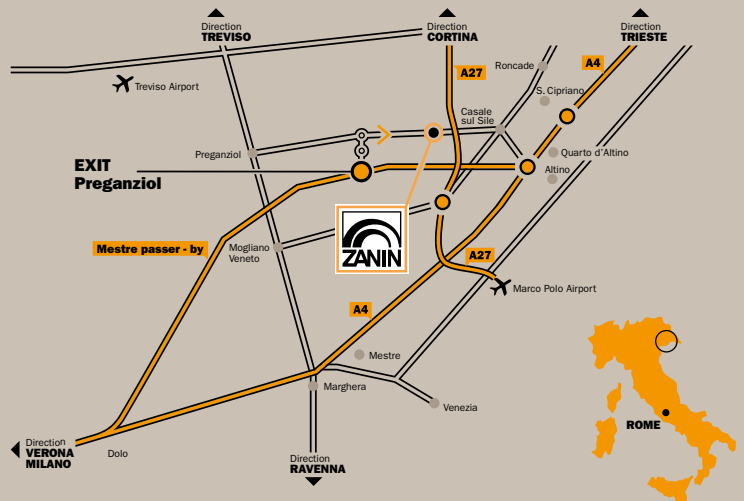 Direction
TREVISO
Direction
CORTINA
Direction
TRIESTE
A27
Roncade
A4
Treviso Airport
S. Cipriano
Casale
sul Sile
Preganziol
Quarto d'Altino
EXIT
Preganziol
Altino
ZANIN
Mestre passer - by
Mogliano
Veneto
A27
Marco Polo Airport
A4
Mestre
Marghera
Venezia
ROME
Direction
VERONA
MILANO
Dolo
Direction
RAVENNA